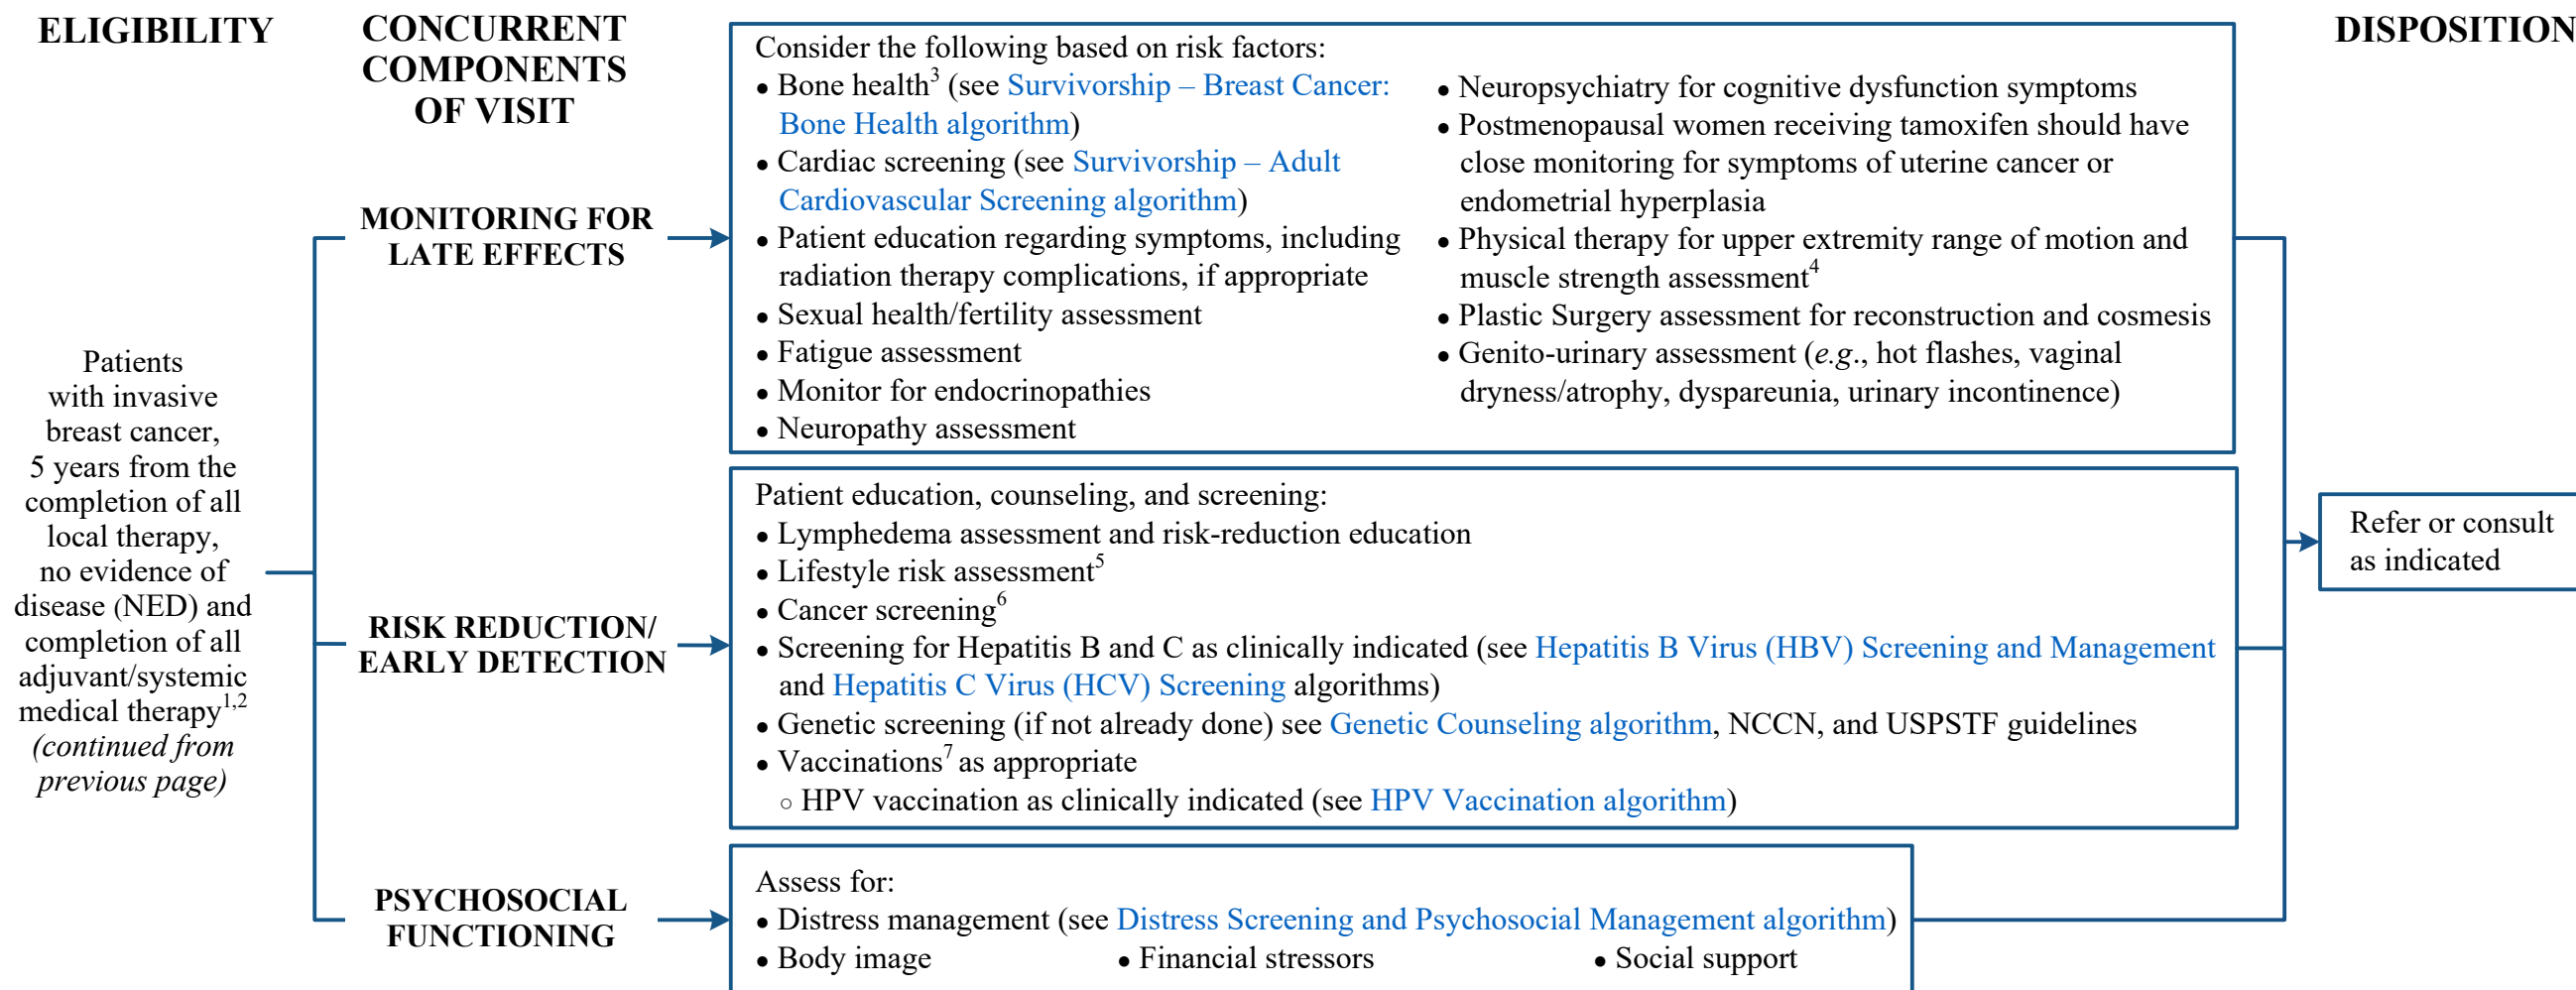 ELIGIBILITY
CONCURRENT
COMPONENTS
OF VISIT
DISPOSITION
Patients
with invasive
breast cancer,
5 years from the
completion of all
local therapy,
no evidence of
disease (NED) and
completion of all
adjuvant/systemic
medical therapy1,2
(continued from
previous page)
MONITORING FOR
LATE EFFECTS
Consider the following based on risk factors:
● Bone health3 (see Survivorship – Breast Cancer:
Bone Health algorithm)
● Cardiac screening (see Survivorship – Adult
Cardiovascular Screening algorithm)
● Patient education regarding symptoms, including
radiation therapy complications, if appropriate
● Sexual health/fertility assessment
● Fatigue assessment
● Monitor for endocrinopathies
● Neuropathy assessment
● Neuropsychiatry for cognitive dysfunction symptoms
● Postmenopausal women receiving tamoxifen should have
close monitoring for symptoms of uterine cancer or
endometrial hyperplasia
● Physical therapy for upper extremity range of motion and
muscle strength assessment4
● Plastic Surgery assessment for reconstruction and cosmesis
● Genito-urinary assessment (e.g., hot flashes, vaginal
dryness/atrophy, dyspareunia, urinary incontinence)
RISK REDUCTION/
EARLY DETECTION
Patient education, counseling, and screening:
● Lymphedema assessment and risk-reduction education
● Lifestyle risk assessment5
● Cancer screening6
● Screening for Hepatitis B and C as clinically indicated (see Hepatitis B Virus (HBV) Screening and Management
and Hepatitis C Virus (HCV) Screening algorithms)
● Genetic screening (if not already done) see Genetic Counseling algorithm, NCCN, and USPSTF guidelines
● Vaccinations7 as appropriate
○ HPV vaccination as clinically indicated (see HPV Vaccination algorithm)
PSYCHOSOCIAL
FUNCTIONING
Assess for:
● Distress management (see Distress Screening and Psychosocial Management algorithm)
● Body image ● Financial stressors ● Social support
Refer or consult
as indicated